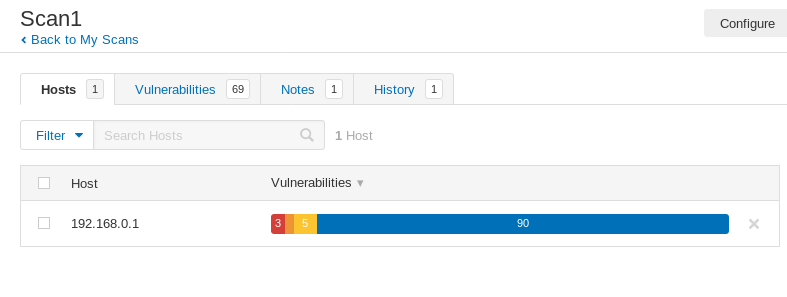 Scan1
Back to My Scans
Configure
Hosts 1 Vulnerabilities 69 Notes 1 History 1
Filter Search Hosts 1 Host
Host Vulnerabilities
192.168.0.1 3 5 90